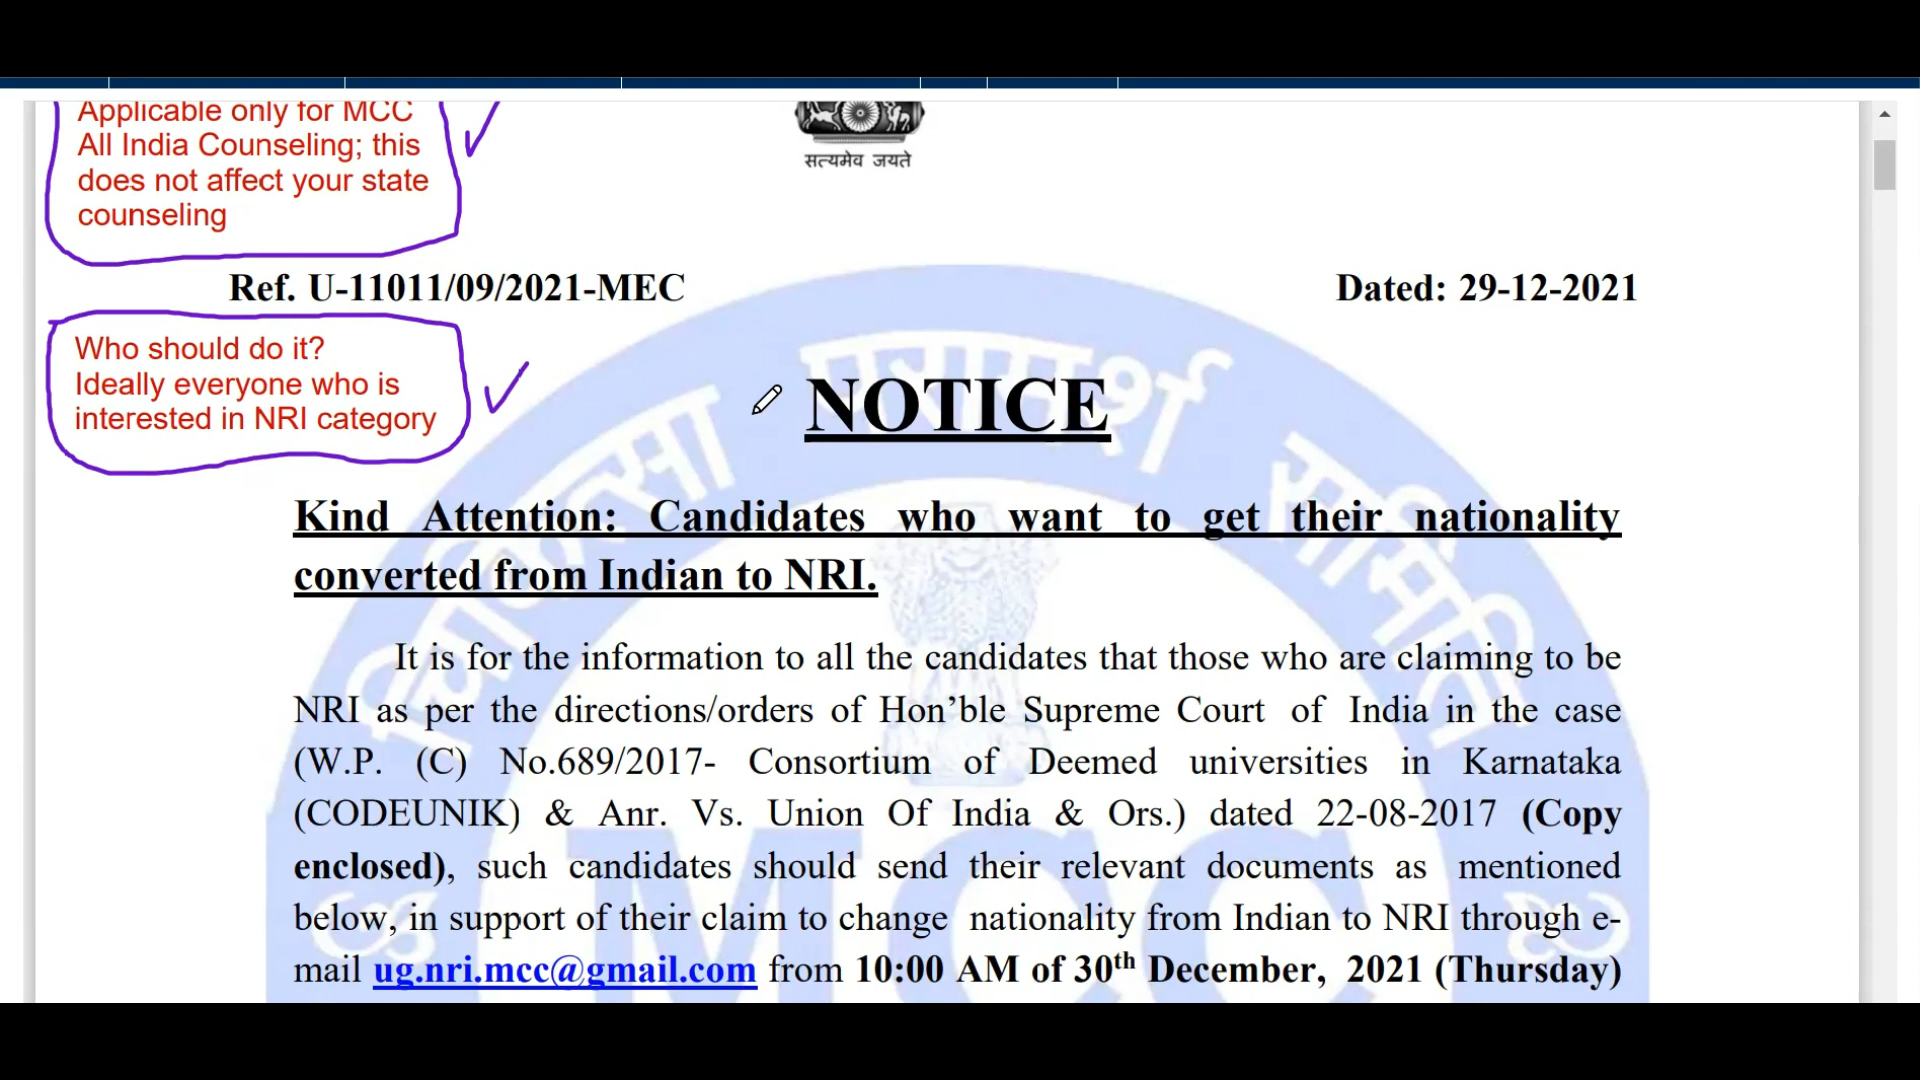 Applicable only for MCC
All India Counseling; this
does not affect your state
counseling
सत्यमेव जयते
Ref. U-11011/09/2021-MEC
Dated: 29-12-2021
Who should do it?
Ideally everyone who is
interested in NRI category
NOTICE
चिकित्सा परामर्श समिति
Kind Attention: Candidates who want to get their nationality
converted from Indian to NRI.
It is for the information to all the candidates that those who are claiming to be
NRI as per the directions/orders of Hon’ble Supreme Court of India in the case
(W.P. (C) No.689/2017- Consortium of Deemed universities in Karnataka
(CODEUNIK) & Anr. Vs. Union Of India & Ors.) dated 22-08-2017 (Copy
enclosed), such candidates should send their relevant documents as mentioned
below, in support of their claim to change nationality from Indian to NRI through e-
mail ug.nri.mcc@gmail.com from 10:00 AM of 30th December, 2021 (Thursday)
MCC